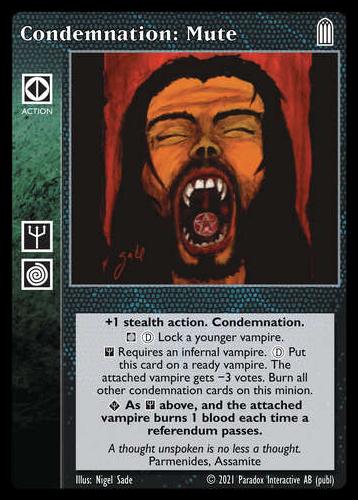 Condemnation: Mute
ACTION
gale
+1 stealth action. Condemnation.
D Lock a younger vampire.
Requires an infernal vampire. D Put
this card on a ready vampire. The
attached vampire gets −3 votes. Burn all
other condemnation cards on this minion.
As above, and the attached
vampire burns 1 blood each time a
referendum passes.
A thought unspoken is no less a thought.
Parmenides, Assamite
Illus: Nigel Sade © 2021 Paradox Interactive AB (publ)